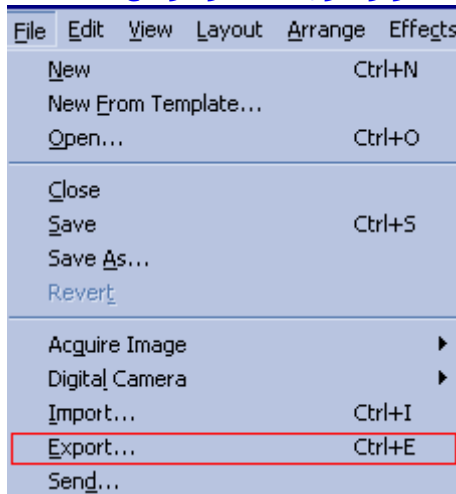 File Edit View Layout Arrange Effects
New Ctrl+N
New From Template...
Open... Ctrl+O
Close
Save Ctrl+S
Save As...
Revert
Acquire Image
Digital Camera
Import... Ctrl+I
Export... Ctrl+E
Send...